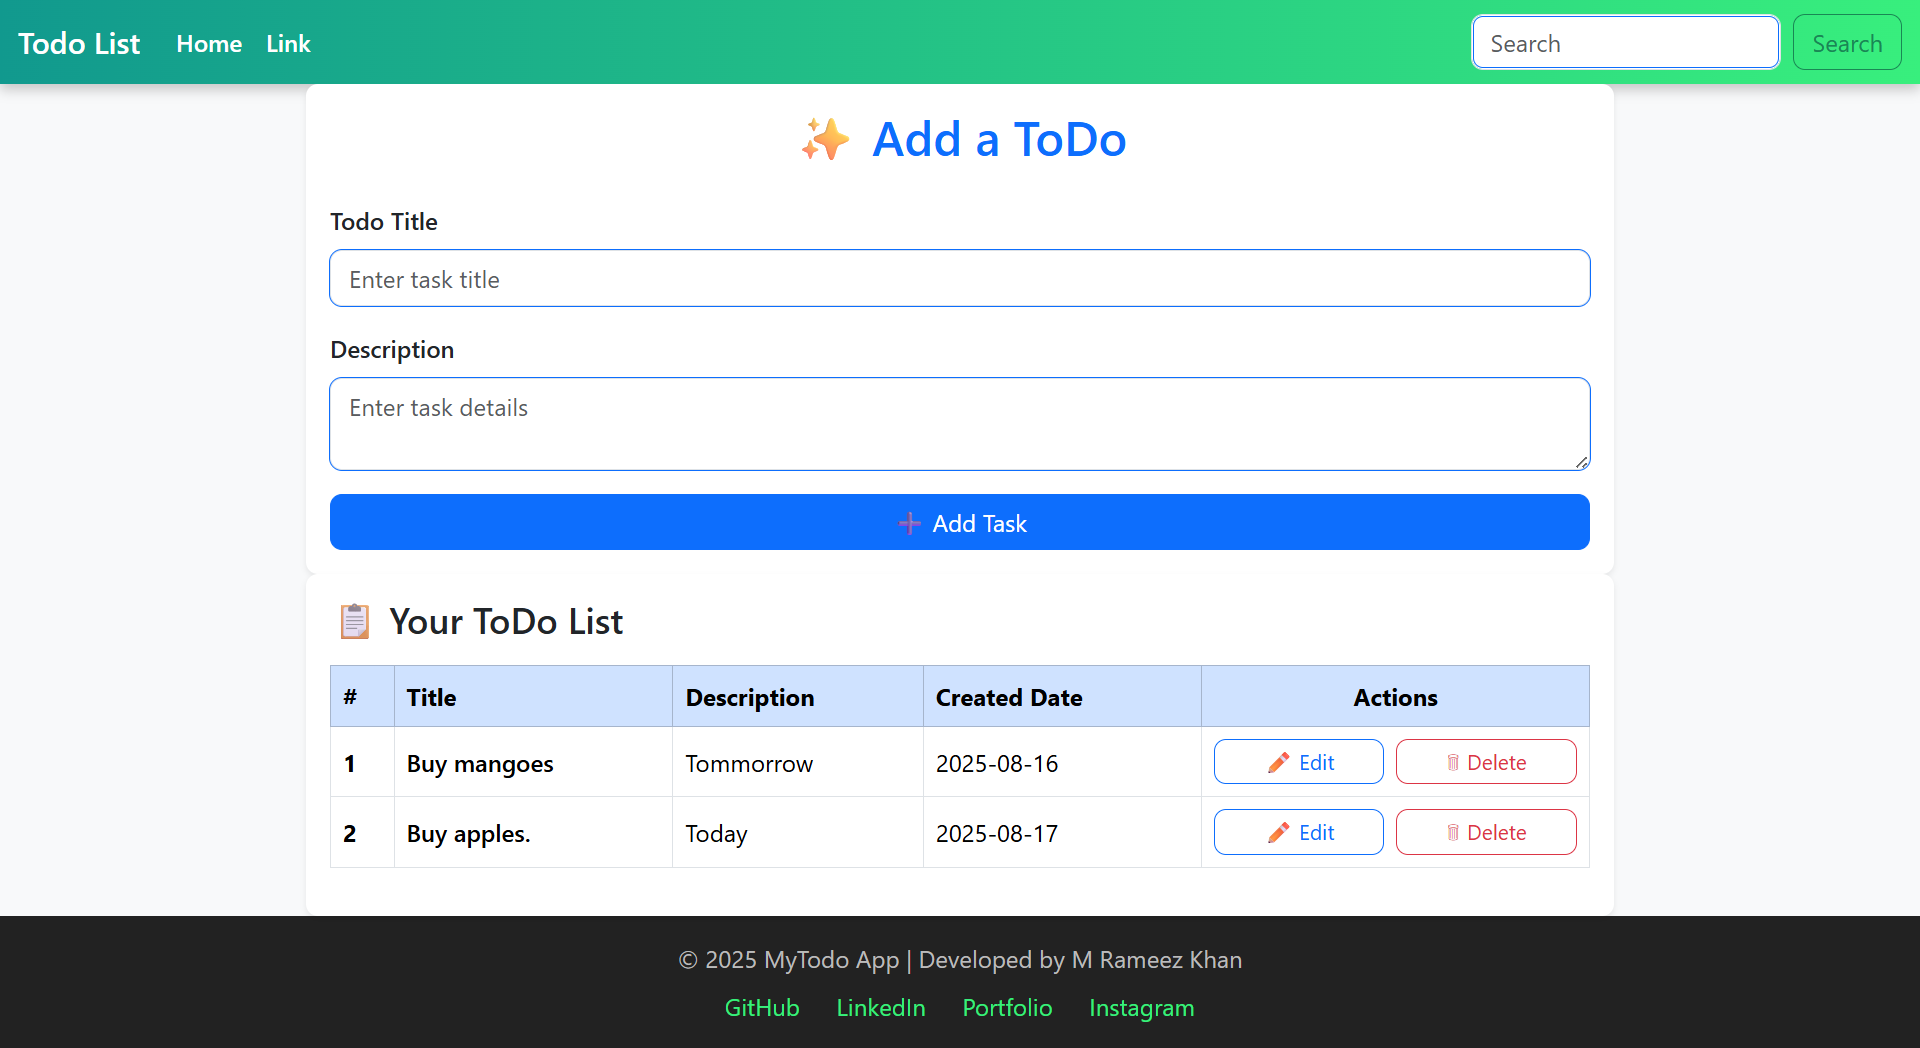 Todo List Home Link Search Search
✨ Add a ToDo
Todo Title
Enter task title
Description
Enter task details
➕ Add Task
📋 Your ToDo List
# Title Description Created Date Actions
1 Buy mangoes Tommorrow 2025-08-16 Edit Delete
2 Buy apples. Today 2025-08-17 Edit Delete
© 2025 MyTodo App | Developed by M Rameez Khan
GitHub LinkedIn Portfolio Instagram